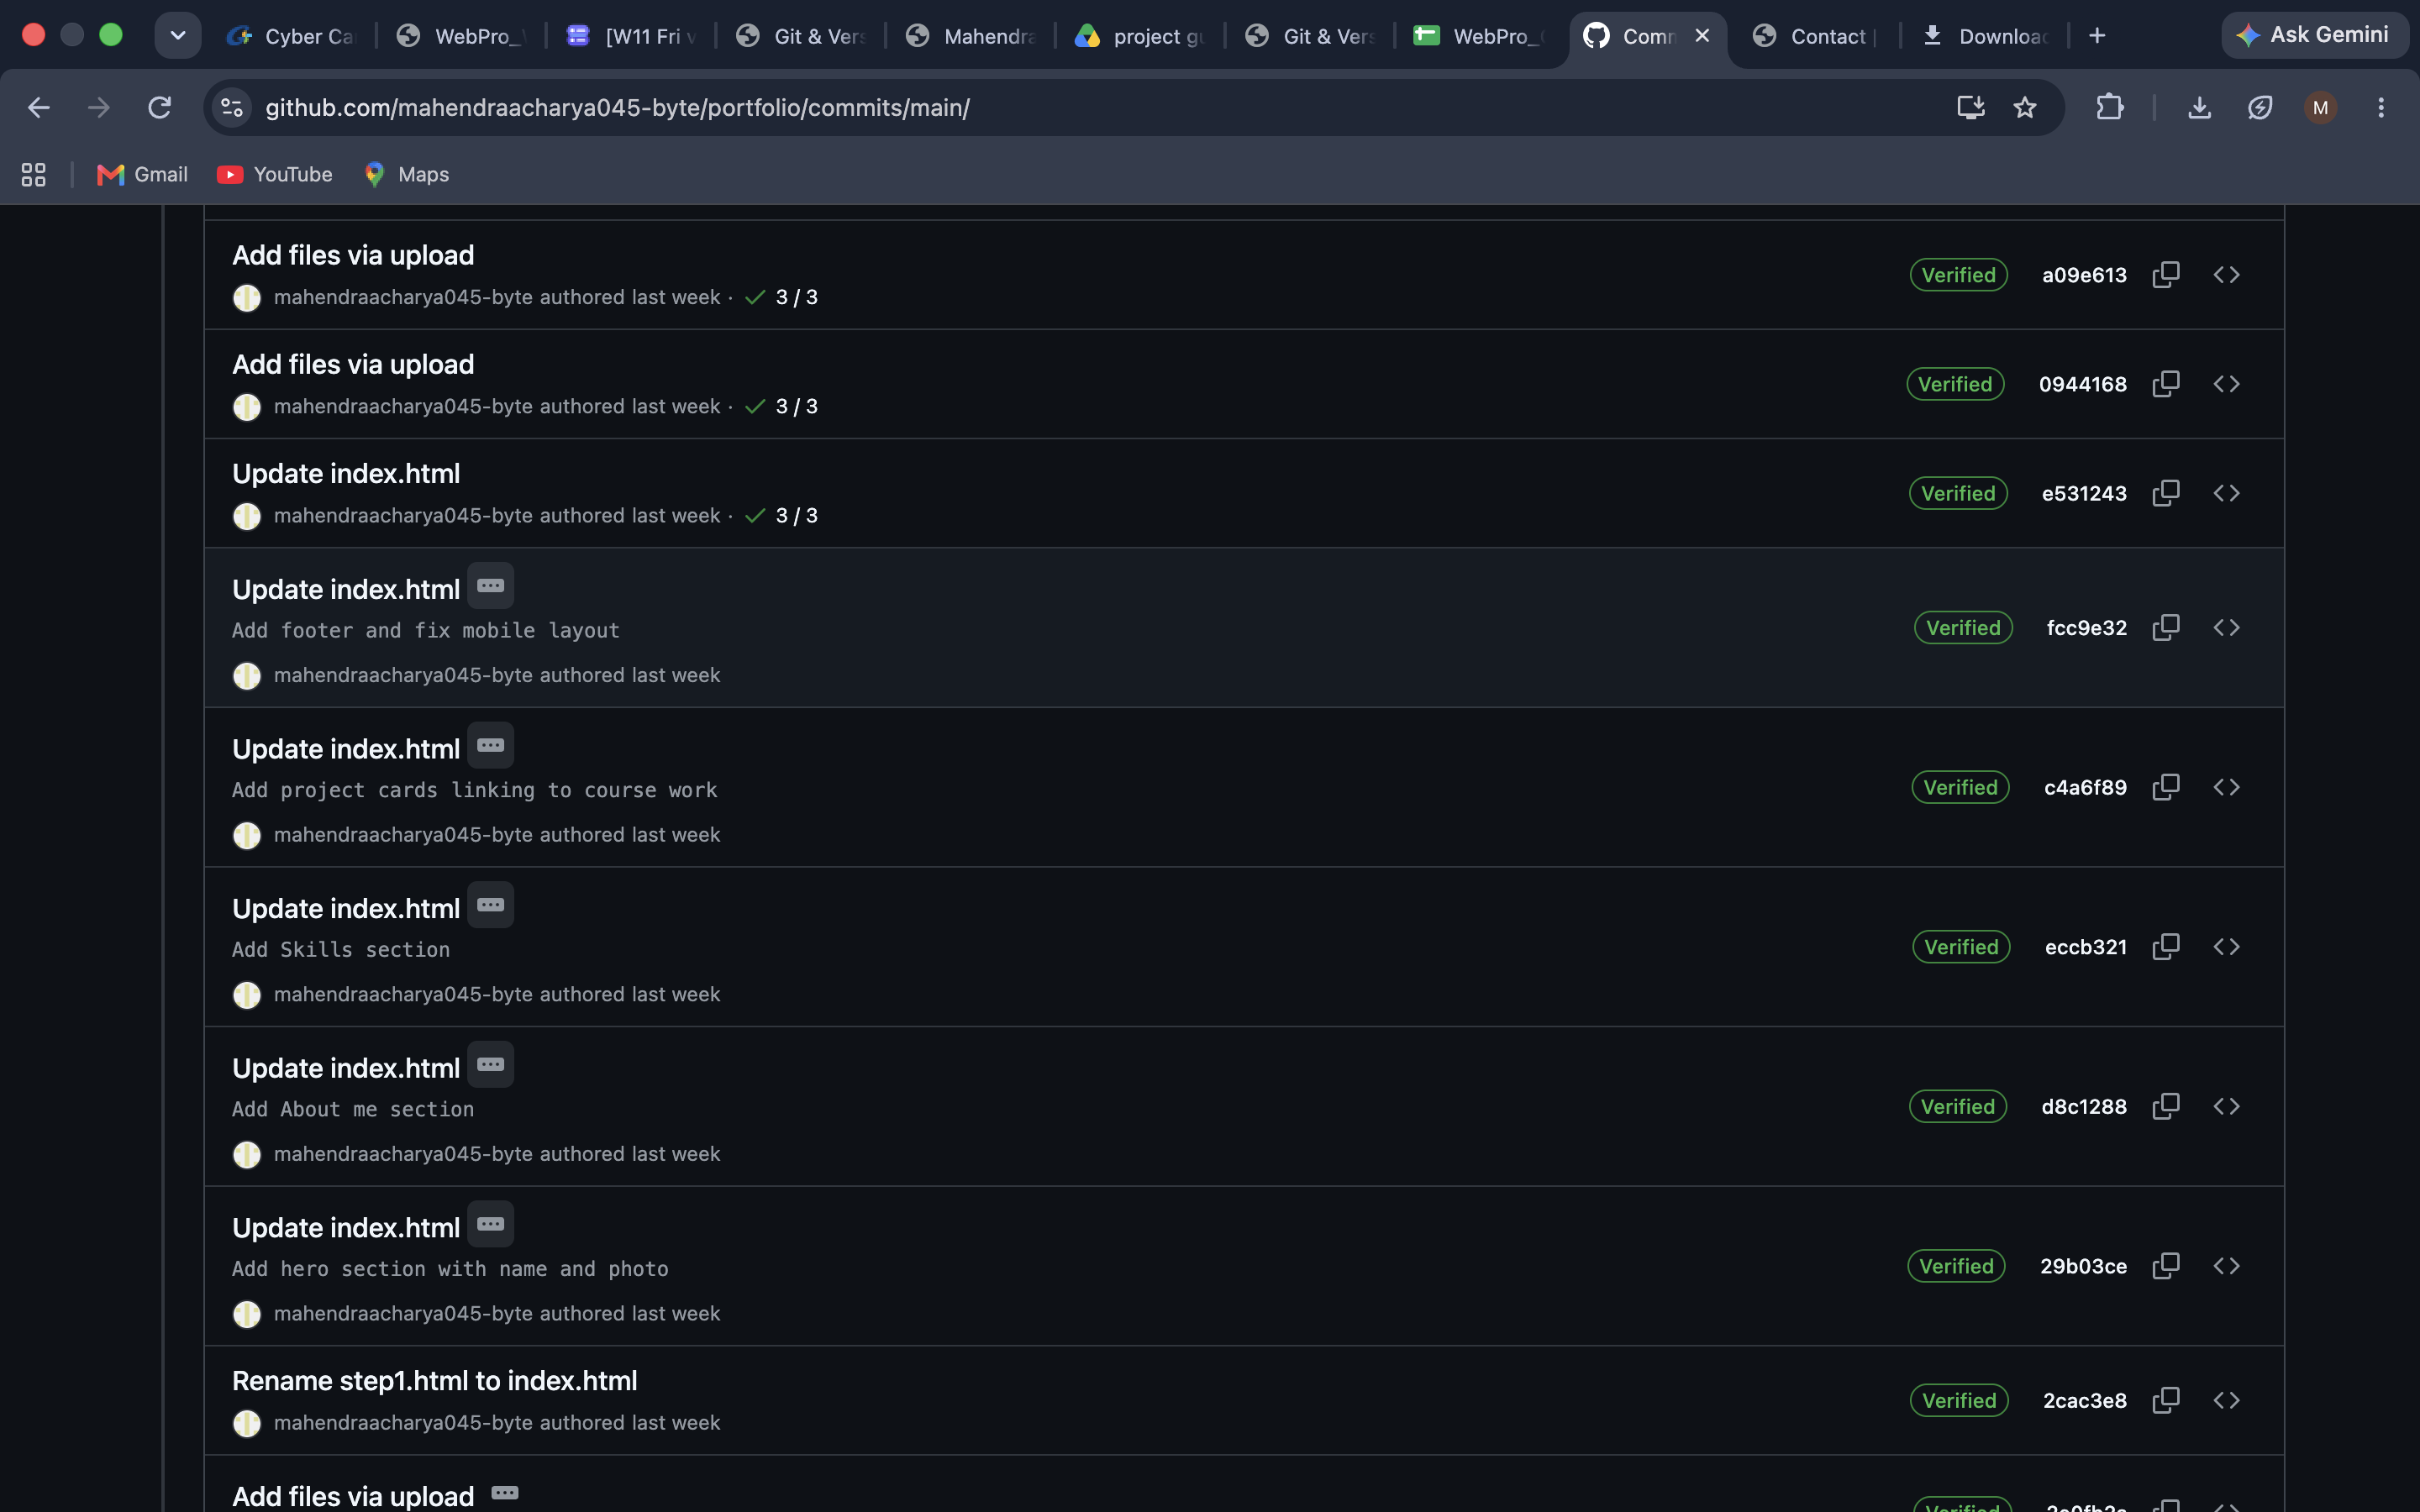 Cyber Ca
WebPro_
[W11 Fri
Git & Vers
Mahendra
project gu
Git & Vers
WebPro_
Comm
Contact
Download
Ask Gemini
github.com/mahendraacharya045-byte/portfolio/commits/main/
M
Gmail
YouTube
Maps
Add files via upload
mahendraacharya045-byte authored last week · 3 / 3
Verified a09e613
Add files via upload
mahendraacharya045-byte authored last week · 3 / 3
Verified 0944168
Update index.html
mahendraacharya045-byte authored last week · 3 / 3
Verified e531243
Update index.html
Add footer and fix mobile layout
mahendraacharya045-byte authored last week
Verified fcc9e32
Update index.html
Add project cards linking to course work
mahendraacharya045-byte authored last week
Verified c4a6f89
Update index.html
Add Skills section
mahendraacharya045-byte authored last week
Verified eccb321
Update index.html
Add About me section
mahendraacharya045-byte authored last week
Verified d8c1288
Update index.html
Add hero section with name and photo
mahendraacharya045-byte authored last week
Verified 29b03ce
Rename step1.html to index.html
mahendraacharya045-byte authored last week
Verified 2cac3e8
Add files via upload
Verified